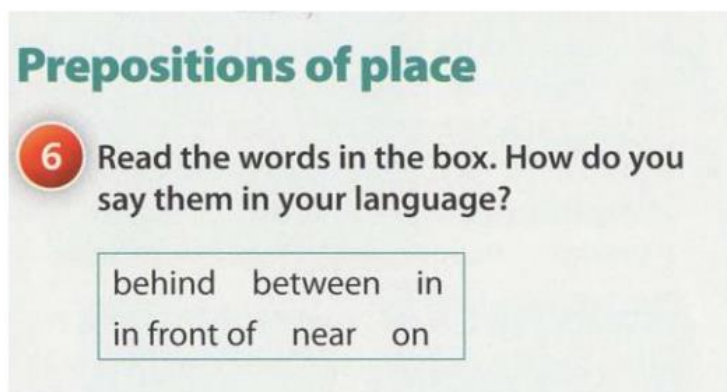 Prepositions of place
6 Read the words in the box. How do you
say them in your language?
behind between in
in front of near on